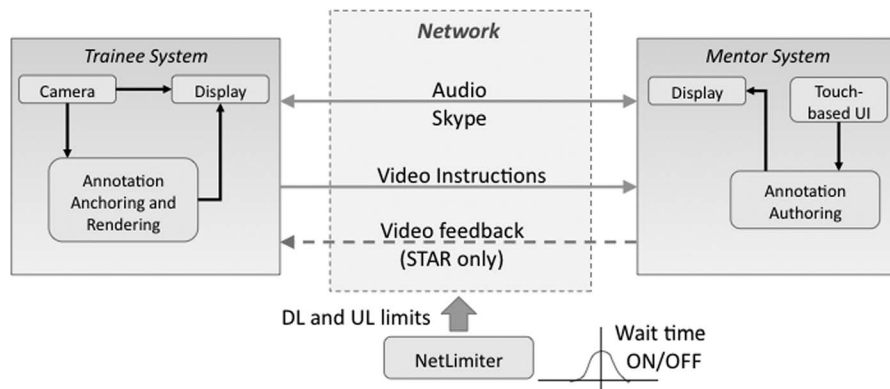 Trainee System
Camera
Display
Annotation
Anchoring and
Rendering
Network
Audio
Skype
Video Instructions
Video feedback
(STAR only)
Mentor System
Display
Touch-
based UI
Annotation
Authoring
DL and UL limits
NetLimiter
Wait time
ON/OFF